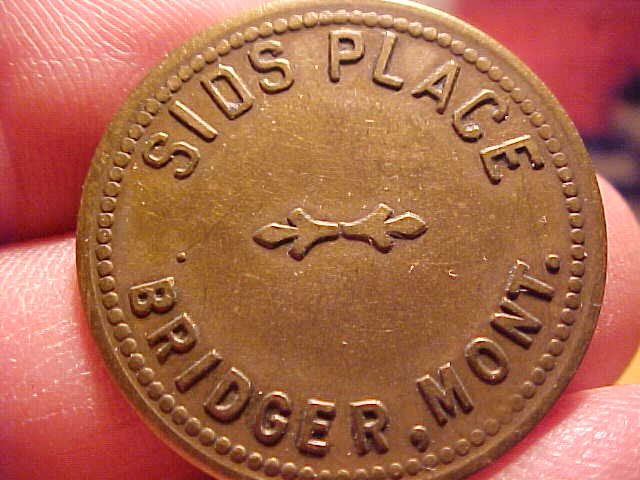 SIDS PLACE
. BRIDGER, MONT.